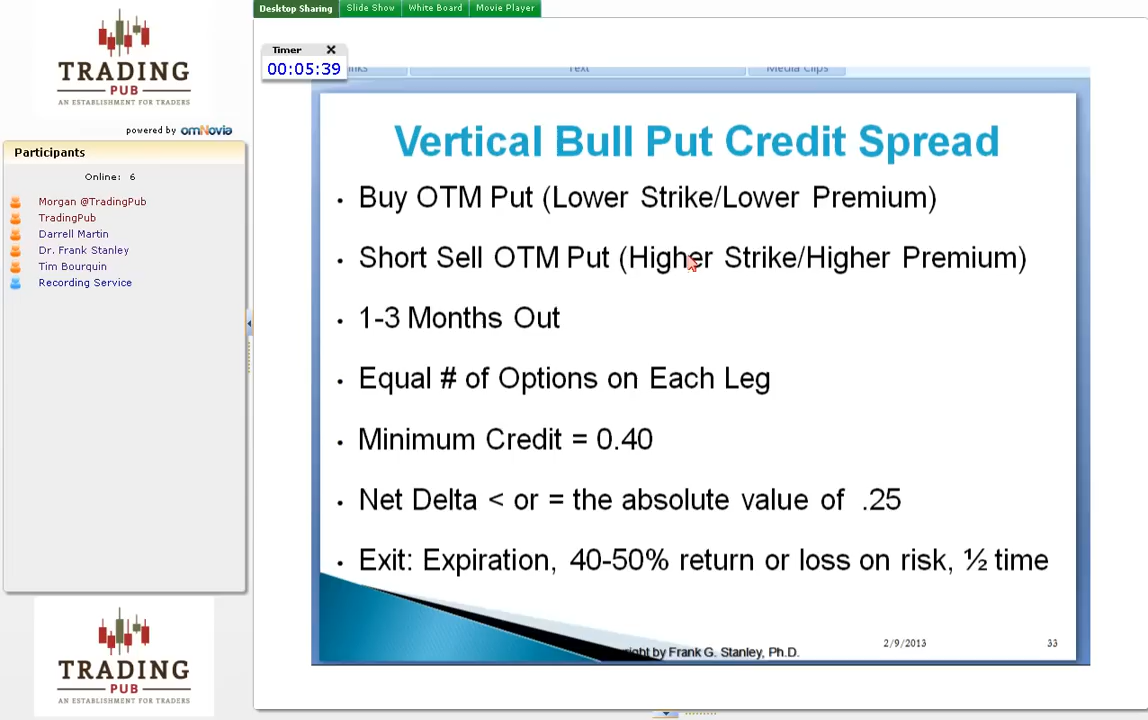 TRADING
PUB
AN ESTABLISHMENT FOR TRADERS
powered by omNovia
Participants
Online: 6
Morgan @TradingPub
TradingPub
Darrell Martin
Dr. Frank Stanley
Tim Bourquin
Recording Service
TRADING
PUB
AN ESTABLISHMENT FOR TRADERS
Desktop Sharing Slide Show White Board Movie Player
Timer
00:05:39
Text Media Clips
Vertical Bull Put Credit Spread
• Buy OTM Put (Lower Strike/Lower Premium)
• Short Sell OTM Put (Higher Strike/Higher Premium)
• 1-3 Months Out
• Equal # of Options on Each Leg
• Minimum Credit = 0.40
• Net Delta < or = the absolute value of .25
• Exit: Expiration, 40-50% return or loss on risk, ½ time
by Frank G. Stanley, Ph.D. 2/9/2013 33